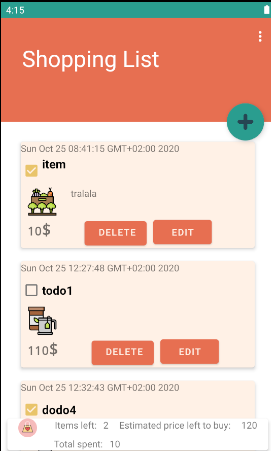 4:15
Shopping List
Sun Oct 25 08:41:15 GMT+02:00 2020
item
tralala
10$
DELETE EDIT
Sun Oct 25 12:27:48 GMT+02:00 2020
todo1
110$
DELETE EDIT
Sun Oct 25 12:32:43 GMT+02:00 2020
dodo4
Items left: 2 Estimated price left to buy: 120
Total spent: 10